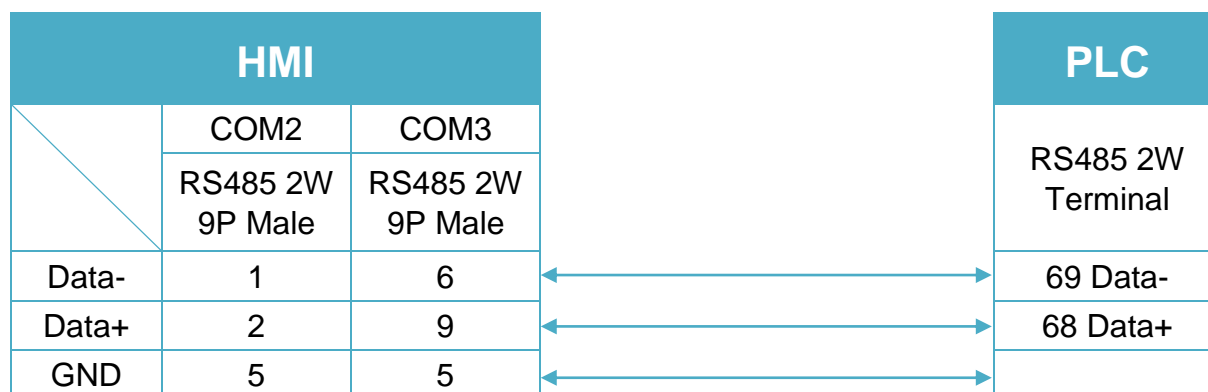 HMI PLC
COM2 COM3
RS485 2W
9P Male
RS485 2W
9P Male
RS485 2W
Terminal
Data- 1 6 69 Data-
Data+ 2 9 68 Data+
GND 5 5